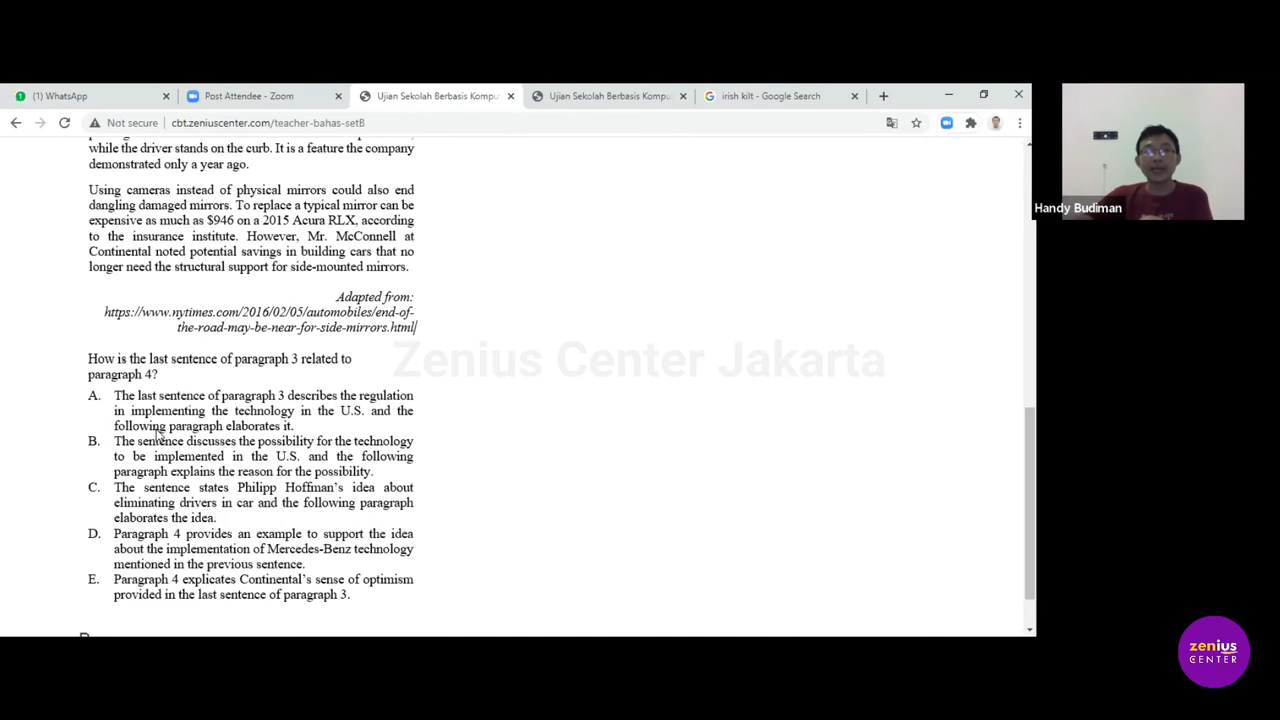 (1) WhatsApp
Post Attendee - Zoom
Ujian Sekolah Berbasis Kompu
Ujian Sekolah Berbasis Kompu
irish kilt - Google Search
Not secure
cbt.zeniuscenter.com/teacher-bahas-setB
while the driver stands on the curb. It is a feature the company
demonstrated only a year ago.
Using cameras instead of physical mirrors could also end
dangling damaged mirrors. To replace a typical mirror can be
expensive as much as $946 on a 2015 Acura RLX, according
to the insurance institute. However, Mr. McConnell at
Continental noted potential savings in building cars that no
longer need the structural support for side-mounted mirrors.
Adapted from:
https://www.nytimes.com/2016/02/05/automobiles/end-of-
the-road-may-be-near-for-side-mirrors.html
How is the last sentence of paragraph 3 related to
paragraph 4?
A. The last sentence of paragraph 3 describes the regulation
in implementing the technology in the U.S. and the
following paragraph elaborates it.
B. The sentence discusses the possibility for the technology
to be implemented in the U.S. and the following
paragraph explains the reason for the possibility.
C. The sentence states Philipp Hoffman's idea about
eliminating drivers in car and the following paragraph
elaborates the idea.
D. Paragraph 4 provides an example to support the idea
about the implementation of Mercedes-Benz technology
mentioned in the previous sentence.
E. Paragraph 4 explicates Continental's sense of optimism
provided in the last sentence of paragraph 3.
Zenius Center Jakarta
Handy Budiman
zenius
CENTER